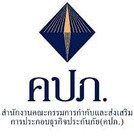 คปภ.
สำนักงานคณะกรรมการกำกับและส่งเสริม
การประกอบธุรกิจประกันภัย(คปภ.)